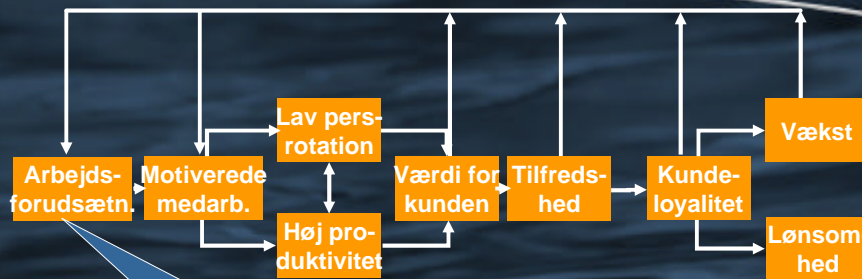 Lav pers-
rotation
Vækst
Arbejds-
forudsætn.
Motiverede
medarb.
Værdi for
kunden
Tilfreds-
hed
Kunde-
loyalitet
Høj pro-
duktivitet
Lønsom
hed